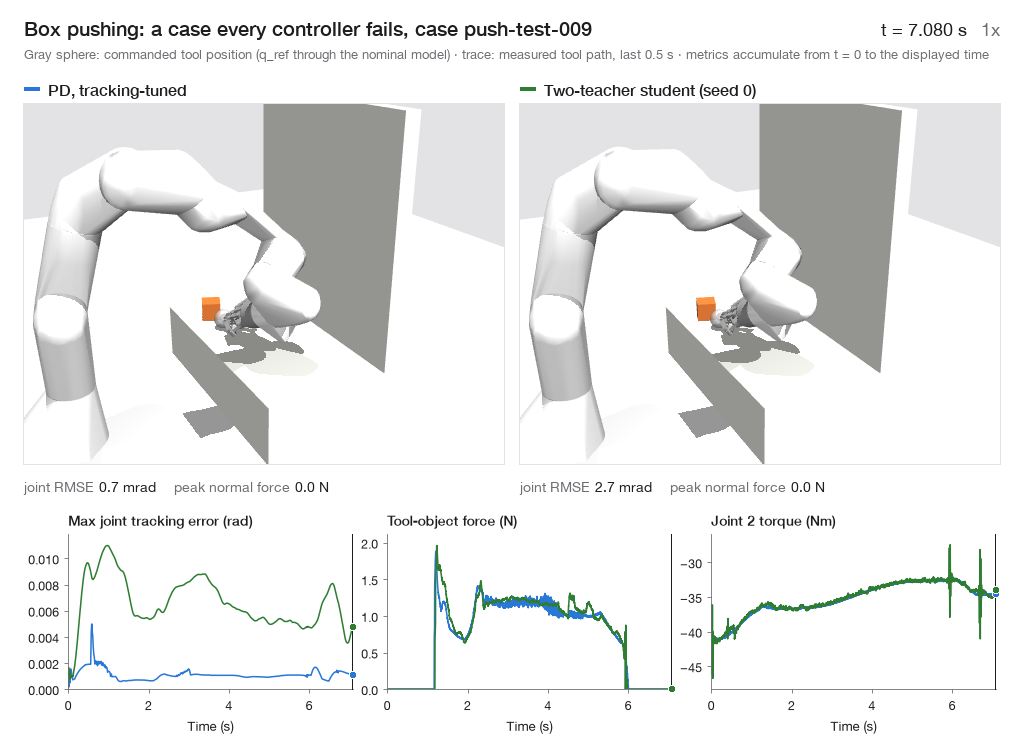 Box pushing: a case every controller fails, case push-test-009
t = 7.080 s 1x
Gray sphere: commanded tool position (q_ref through the nominal model) · trace: measured tool path, last 0.5 s · metrics accumulate from t = 0 to the displayed time
PD, tracking-tuned
Two-teacher student (seed 0)
joint RMSE 0.7 mrad peak normal force 0.0 N
joint RMSE 2.7 mrad peak normal force 0.0 N
Max joint tracking error (rad)
0.010
0.008
0.006
0.004
0.002
0.000
0 2 4 6
Time (s)
Tool-object force (N)
2.0
1.5
1.0
0.5
0.0
0 2 4 6
Time (s)
Joint 2 torque (Nm)
−30
−35
−40
−45
0 2 4 6
Time (s)